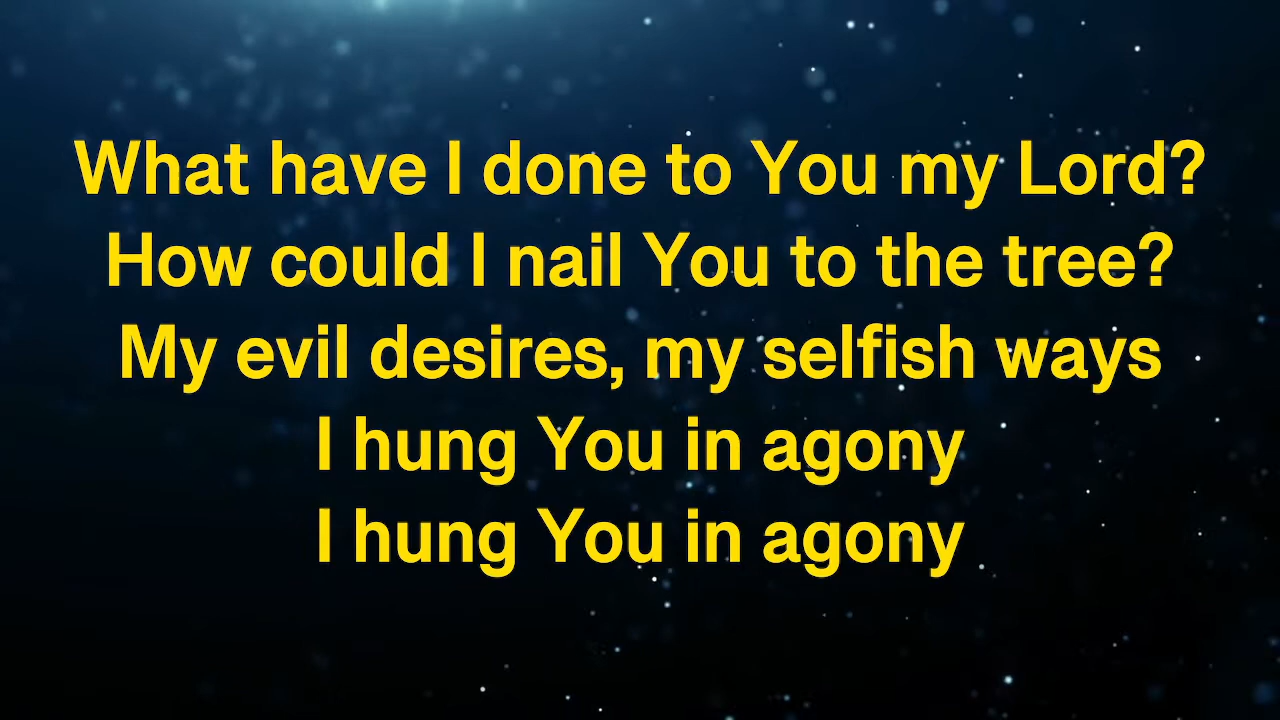 What have I done to You my Lord?
How could I nail You to the tree?
My evil desires, my selfish ways
I hung You in agony
I hung You in agony